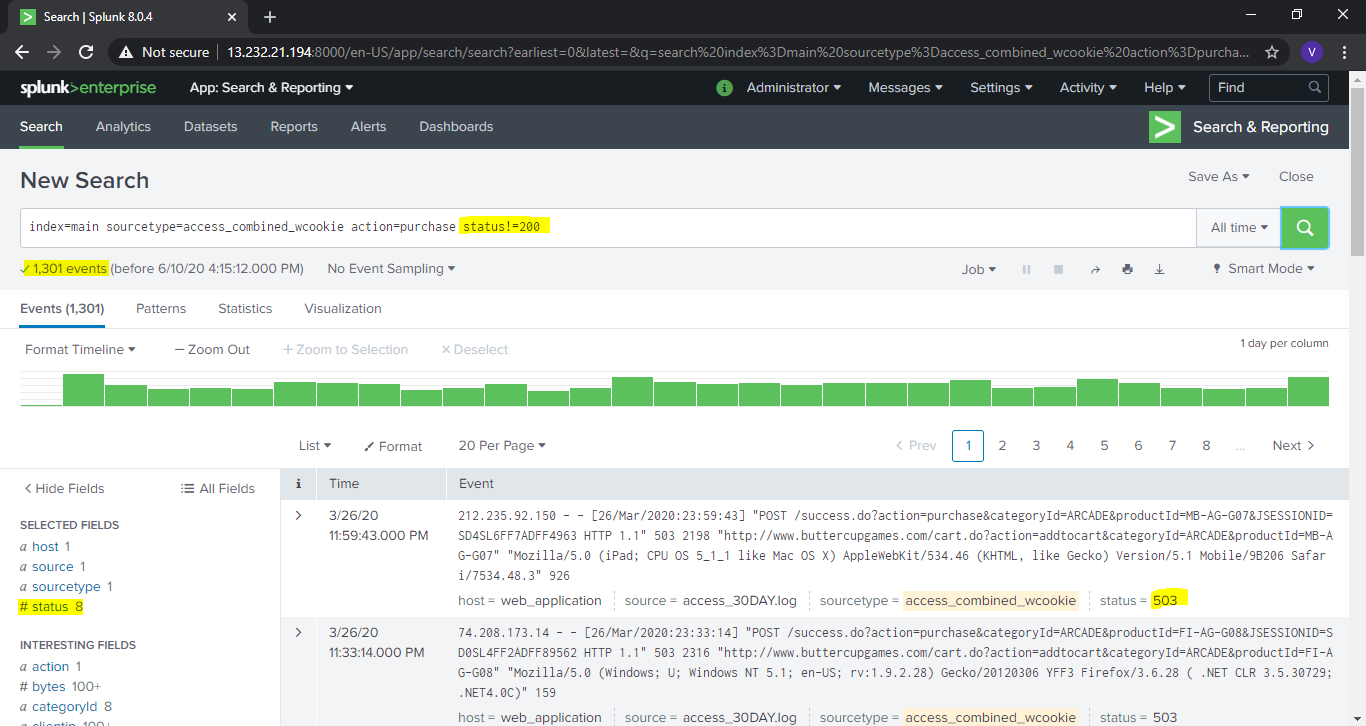 Search | Splunk 8.0.4
Not secure | 13.232.21.194:8000/en-US/app/search/search?earliest=0&latest=&q=search%20index%3Dmain%20sourcetype%3Daccess_combined_wcookie%20action%3Dpurcha... V
splunk>enterprise App: Search & Reporting i Administrator Messages Settings Activity Help Find
Search Analytics Datasets Reports Alerts Dashboards > Search & Reporting
New Search Save As Close
index=main sourcetype=access_combined_wcookie action=purchase status!=200 All time
✓ 1,301 events (before 6/10/20 4:15:12.000 PM) No Event Sampling Job Smart Mode
Events (1,301) Patterns Statistics Visualization
Format Timeline — Zoom Out + Zoom to Selection × Deselect 1 day per column
List Format 20 Per Page < Prev 1 2 3 4 5 6 7 8 ... Next >
< Hide Fields All Fields i Time Event
SELECTED FIELDS
a host 1
a source 1
a sourcetype 1
# status 8
INTERESTING FIELDS
a action 1
# bytes 100+
a categoryId 8
a clientip 100+
> 3/26/20
11:59:43.000 PM
212.235.92.150 - - [26/Mar/2020:23:59:43] "POST /success.do?action=purchase&categoryId=ARCADE&productId=MB-AG-G07&JSESSIONID=
SD4SL6FF7ADFF4963 HTTP 1.1" 503 2198 "http://www.buttercupgames.com/cart.do?action=addtocart&categoryId=ARCADE&productId=MB-A
G-G07" "Mozilla/5.0 (iPad; CPU OS 5_1_1 like Mac OS X) AppleWebKit/534.46 (KHTML, like Gecko) Version/5.1 Mobile/9B206 Safar
i/7534.48.3" 926
host = web_application source = access_30DAY.log sourcetype = access_combined_wcookie status = 503
> 3/26/20
11:33:14.000 PM
74.208.173.14 - - [26/Mar/2020:23:33:14] "POST /success.do?action=purchase&categoryId=ARCADE&productId=FI-AG-G08&JSESSIONID=S
D0SL4FF2ADFF89562 HTTP 1.1" 503 2316 "http://www.buttercupgames.com/cart.do?action=addtocart&categoryId=ARCADE&productId=FI-A
G-G08" "Mozilla/5.0 (Windows; U; Windows NT 5.1; en-US; rv:1.9.2.28) Gecko/20120306 YFF3 Firefox/3.6.28 ( .NET CLR 3.5.30729;
.NET4.0C)" 159
host = web_application source = access_30DAY.log sourcetype = access_combined_wcookie status = 503